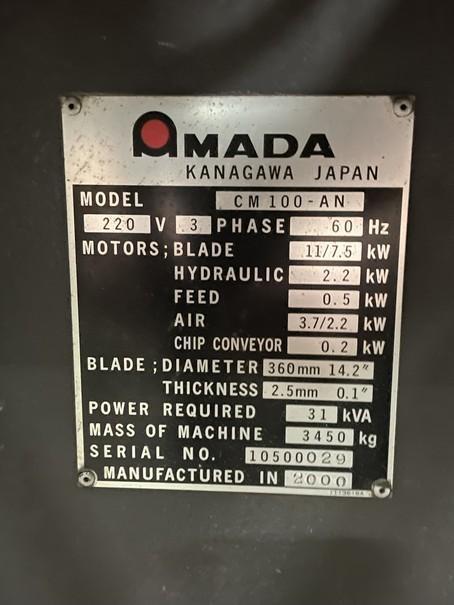 AMADA
KANAGAWA JAPAN
MODEL CM100-AN
220 V 3 PHASE 60 Hz
MOTORS; BLADE 11/7.5 kW
HYDRAULIC 2.2 kW
FEED 0.5 kW
AIR 3.7/2.2 kW
CHIP CONVEYOR 0.2 kW
BLADE; DIAMETER 360mm 14.2"
THICKNESS 2.5mm 0.1"
POWER REQUIRED 31 kVA
MASS OF MACHINE 3450 kg
SERIAL NO. 10500029
MANUFACTURED IN 2000